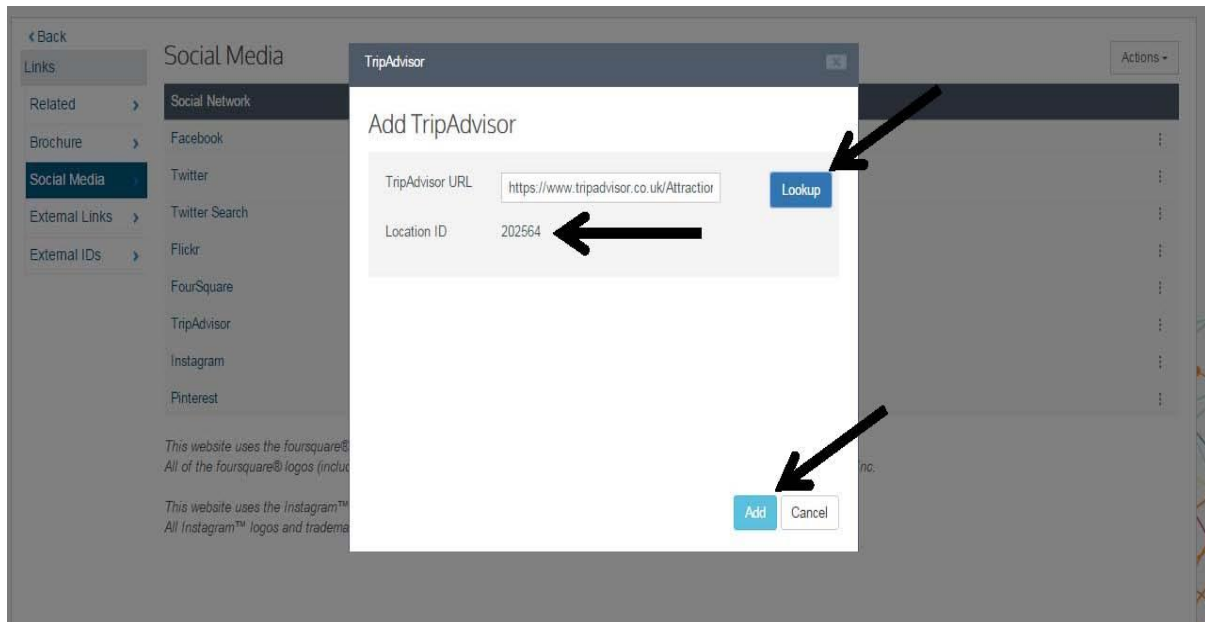 Back
Links
Related
Brochure
Social Media
External Links
External IDs
Social Media
Actions
Social Network
Facebook
Twitter
Twitter Search
Flickr
FourSquare
TripAdvisor
Instagram
Pinterest
This website uses the foursquare®
All of the foursquare® logos (includ
nc.
This website uses the Instagram™
All Instagram™ logos and tradema
TripAdvisor
Add TripAdvisor
TripAdvisor URL https://www.tripadvisor.co.uk/Attraction Lookup
Location ID 202564
Add Cancel